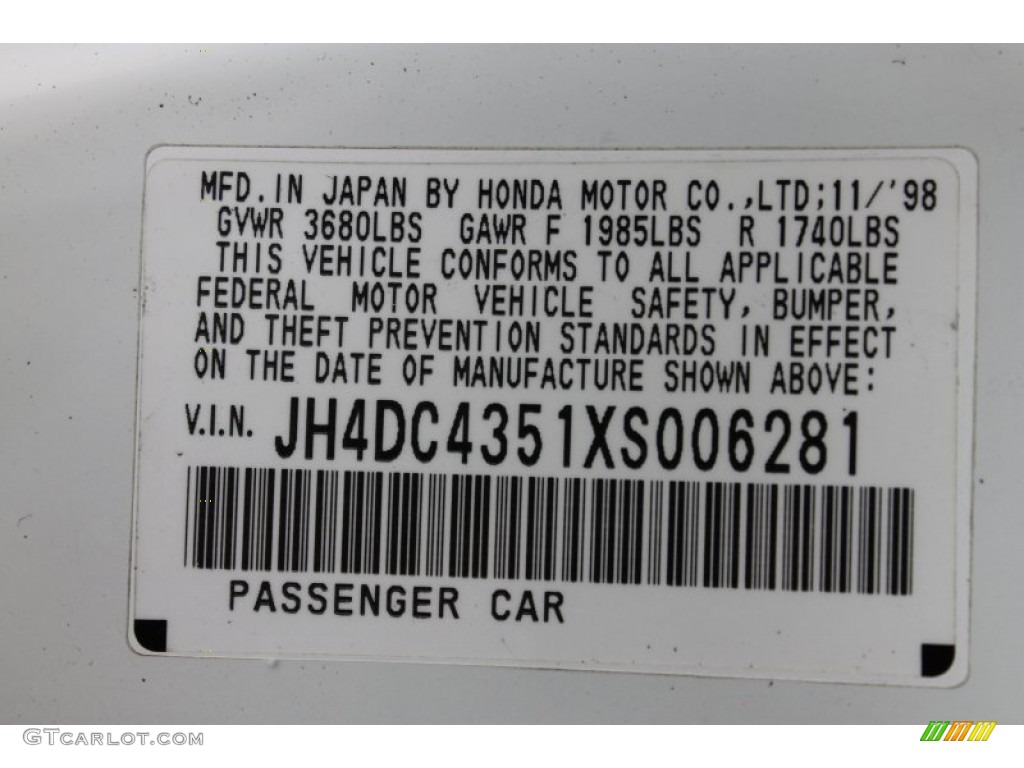 MFD.IN JAPAN BY HONDA MOTOR CO.,LTD;11/'98
GVWR 3680LBS GAWR F 1985LBS R 1740LBS
THIS VEHICLE CONFORMS TO ALL APPLICABLE
FEDERAL MOTOR VEHICLE SAFETY, BUMPER,
AND THEFT PREVENTION STANDARDS IN EFFECT
ON THE DATE OF MANUFACTURE SHOWN ABOVE:
V.I.N. JH4DC4351XS006281
PASSENGER CAR
GTCARLOT.COM